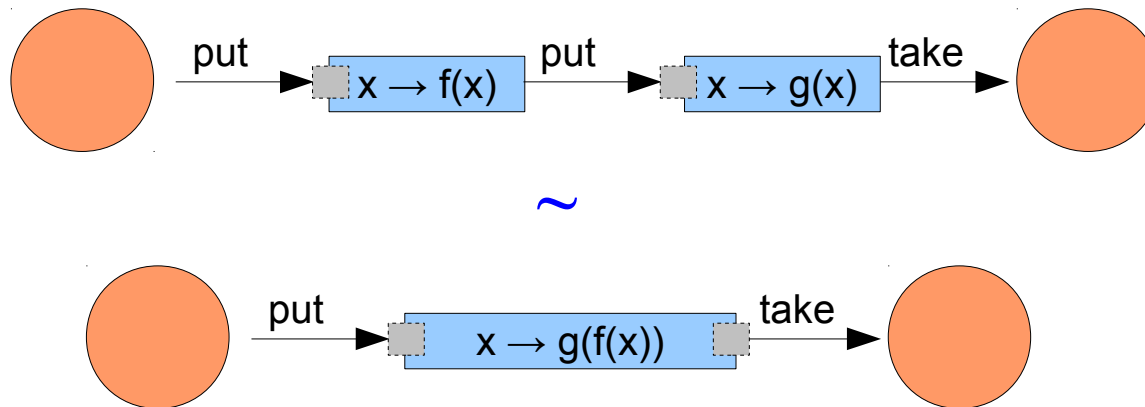 put put take
x → f(x) x → g(x)
~
put take
x → g(f(x))